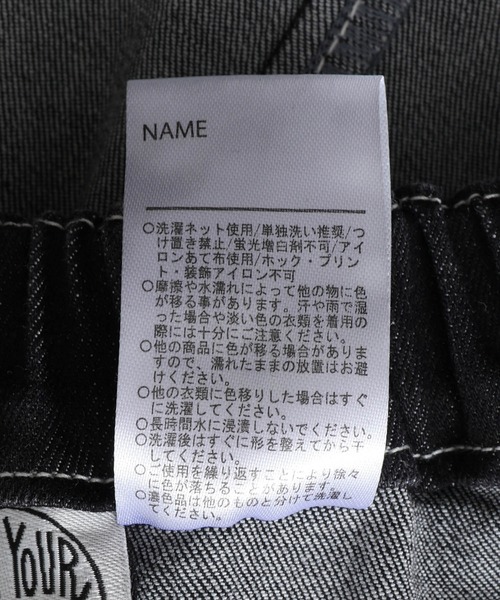 NAME
○洗濯ネット使用/単独洗い推奨/つ
け置き禁止/蛍光増白剤不可/アイ
ロンあて布使用/ホック・プリン
ト・装飾アイロン不可
○摩擦や水濡れによって他の物に色
が移る事があります。汗や雨で湿
った場合や淡い色の衣類を着用の
際には十分にご注意ください。
○他の商品に色が移る場合がありま
すので、濡れたままの放置はお避
けください。
○他の衣類に色移りした場合はすぐ
に洗濯してください。
○長時間水に浸漬しないでください。
○洗濯後はすぐに形を整えてから干
してください。
○ご使用を繰り返すことにより徐々
に色が落ちることがあります。
○濃色品は他のものと分けて洗濯し
てください。
YOUR